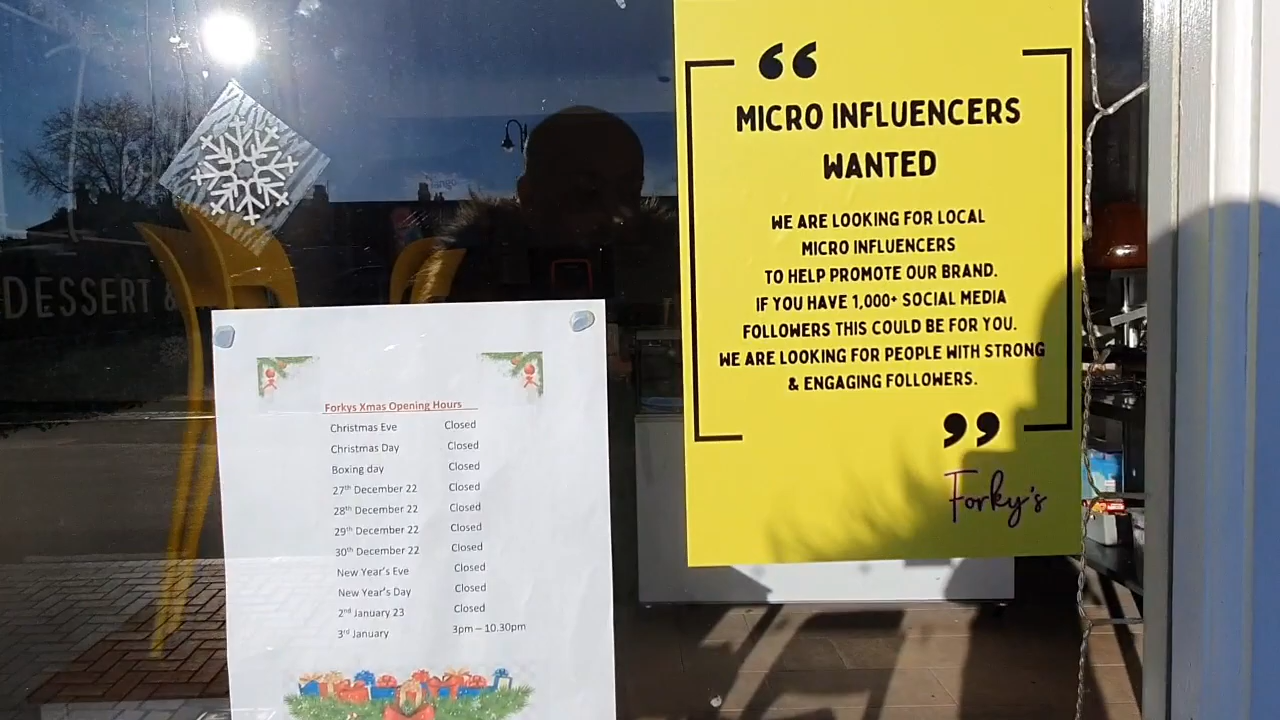 DESSERT &
Forkys Xmas Opening Hours
Christmas Eve Closed
Christmas Day Closed
Boxing day Closed
27th December 22 Closed
28th December 22 Closed
29th December 22 Closed
30th December 22 Closed
New Year's Eve Closed
New Year's Day Closed
2nd January 23 Closed
3rd January 3pm – 10.30pm
“
MICRO INFLUENCERS
WANTED
WE ARE LOOKING FOR LOCAL
MICRO INFLUENCERS
TO HELP PROMOTE OUR BRAND.
IF YOU HAVE 1,000+ SOCIAL MEDIA
FOLLOWERS THIS COULD BE FOR YOU.
WE ARE LOOKING FOR PEOPLE WITH STRONG
& ENGAGING FOLLOWERS.
”
Forky's